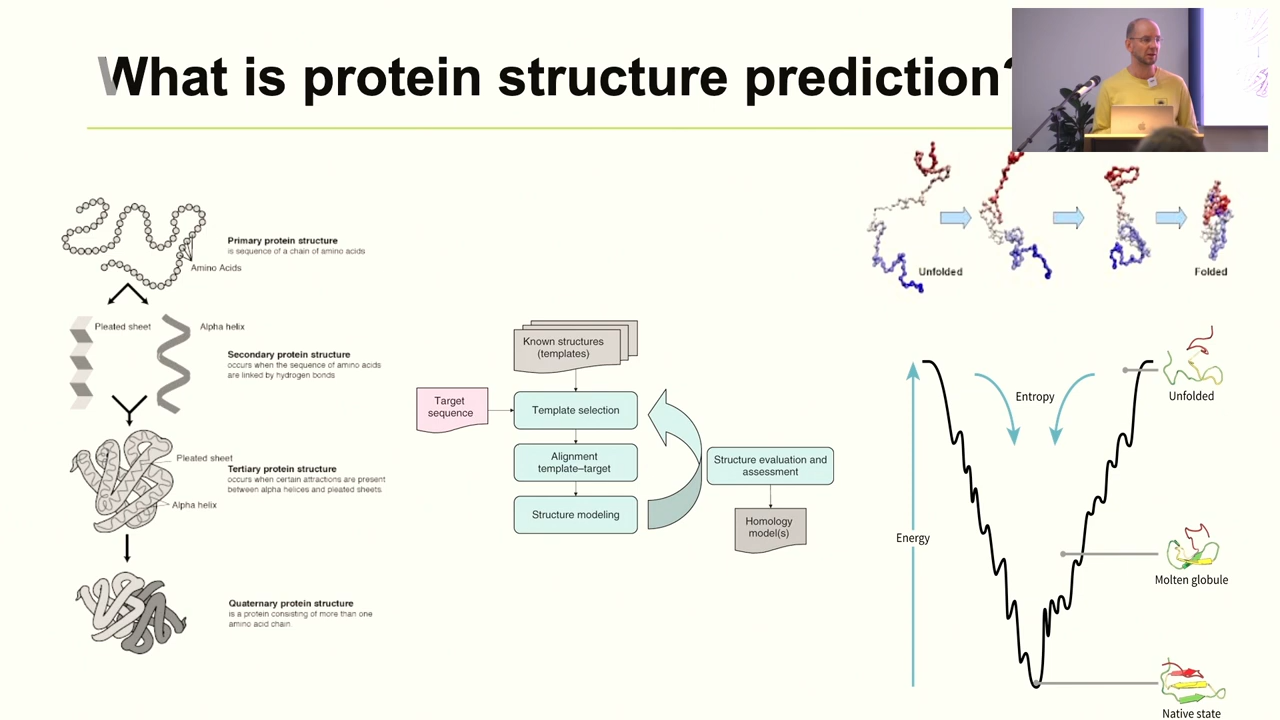 What is protein structure prediction?
Primary protein structure
is sequence of a chain of amino acids
Amino Acids
Pleated sheet
Alpha helix
Secondary protein structure
occurs when the sequence of amino acids
are linked by hydrogen bonds
Pleated sheet
Tertiary protein structure
occurs when certain attractions are present
between alpha helices and pleated sheets.
Alpha helix
Quaternary protein structure
is a protein consisting of more than one
amino acid chain.
Known structures
(templates)
Target
sequence
Template selection
Alignment
template–target
Structure modeling
Structure evaluation and
assessment
Homology
model(s)
Unfolded
Folded
Energy
Entropy
Unfolded
Molten globule
Native state